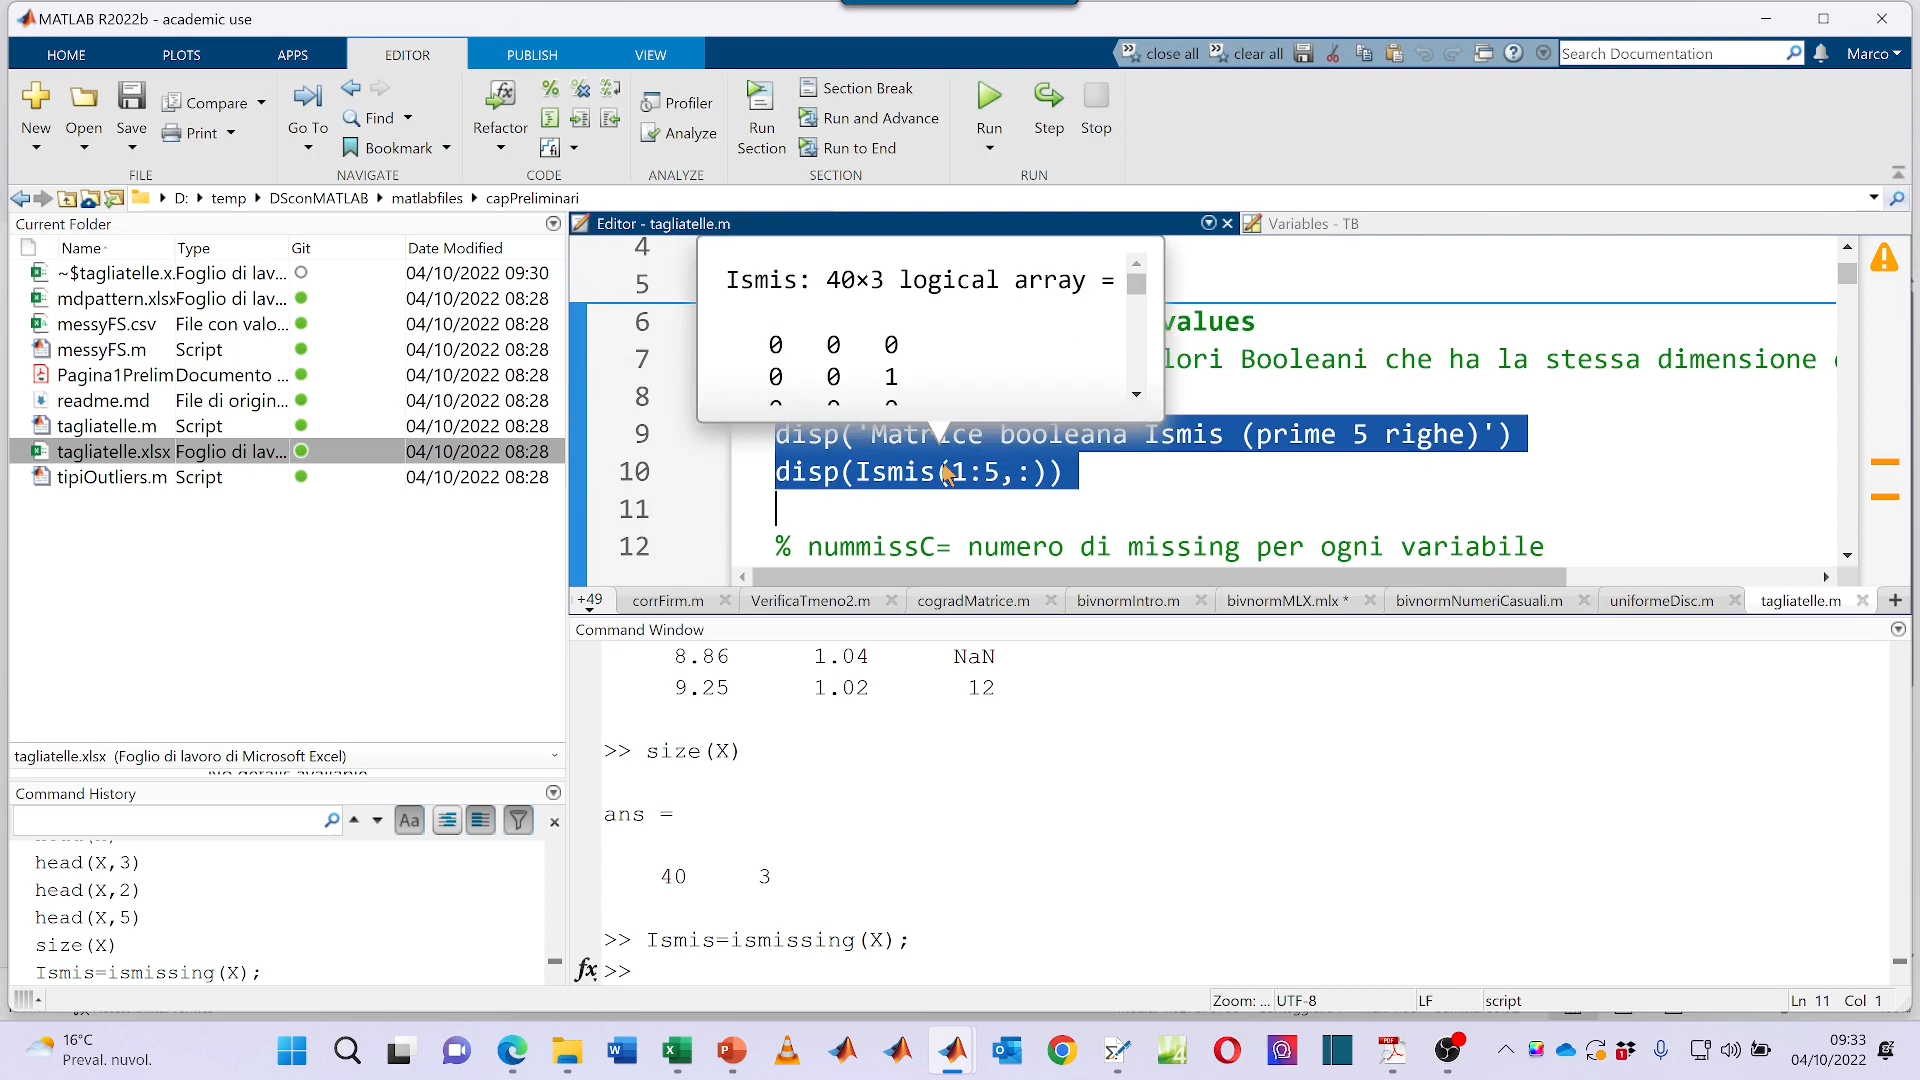 MATLAB R2022b - academic use
HOME PLOTS APPS EDITOR PUBLISH VIEW close all clear all Search Documentation Marco
New Open Save Compare Print
FILE
Go To Find Bookmark
NAVIGATE
Refactor
CODE
Profiler Analyze
ANALYZE
Run Section Section Break Run and Advance Run to End
SECTION
Run Step Stop
RUN
D: temp DSconMATLAB matlabfiles capPreliminari
Current Folder
Name Type Git Date Modified
~$tagliatelle.x.Foglio di lav... 04/10/2022 09:30
mdpattern.xlsxFoglio di lav... 04/10/2022 08:28
messyFS.csv File con valo... 04/10/2022 08:28
messyFS.m Script 04/10/2022 08:28
Pagina1PrelimDocumento ... 04/10/2022 08:28
readme.md File di origin... 04/10/2022 08:28
tagliatelle.m Script 04/10/2022 08:28
tagliatelle.xlsx Foglio di lav... 04/10/2022 08:28
tipiOutliers.m Script 04/10/2022 08:28
tagliatelle.xlsx (Foglio di lavoro di Microsoft Excel)
Command History
Aa
head(X,3)
head(X,2)
head(X,5)
size(X)
Ismis=ismissing(X);
Editor - tagliatelle.m Variables - TB
4
5
6 values
7 lori Booleani che ha la stessa dimensione
8
9 disp('Matrice booleana Ismis (prime 5 righe)')
10 disp(Ismis(1:5,:))
11
12 % nummissC= numero di missing per ogni variabile
Ismis: 40×3 logical array =
0 0 0
0 0 1
+49 corrFirm.m VerificaTmeno2.m cogradMatrice.m bivnormIntro.m bivnormMLX.mlx * bivnormNumeriCasuali.m uniformeDisc.m tagliatelle.m
Command Window
8.86 1.04 NaN
9.25 1.02 12
>> size(X)
ans =
40 3
>> Ismis=ismissing(X);
fx >>
Zoom: ... UTF-8 LF script Ln 11 Col 1
16°C
Preval. nuvol.
09:33
04/10/2022